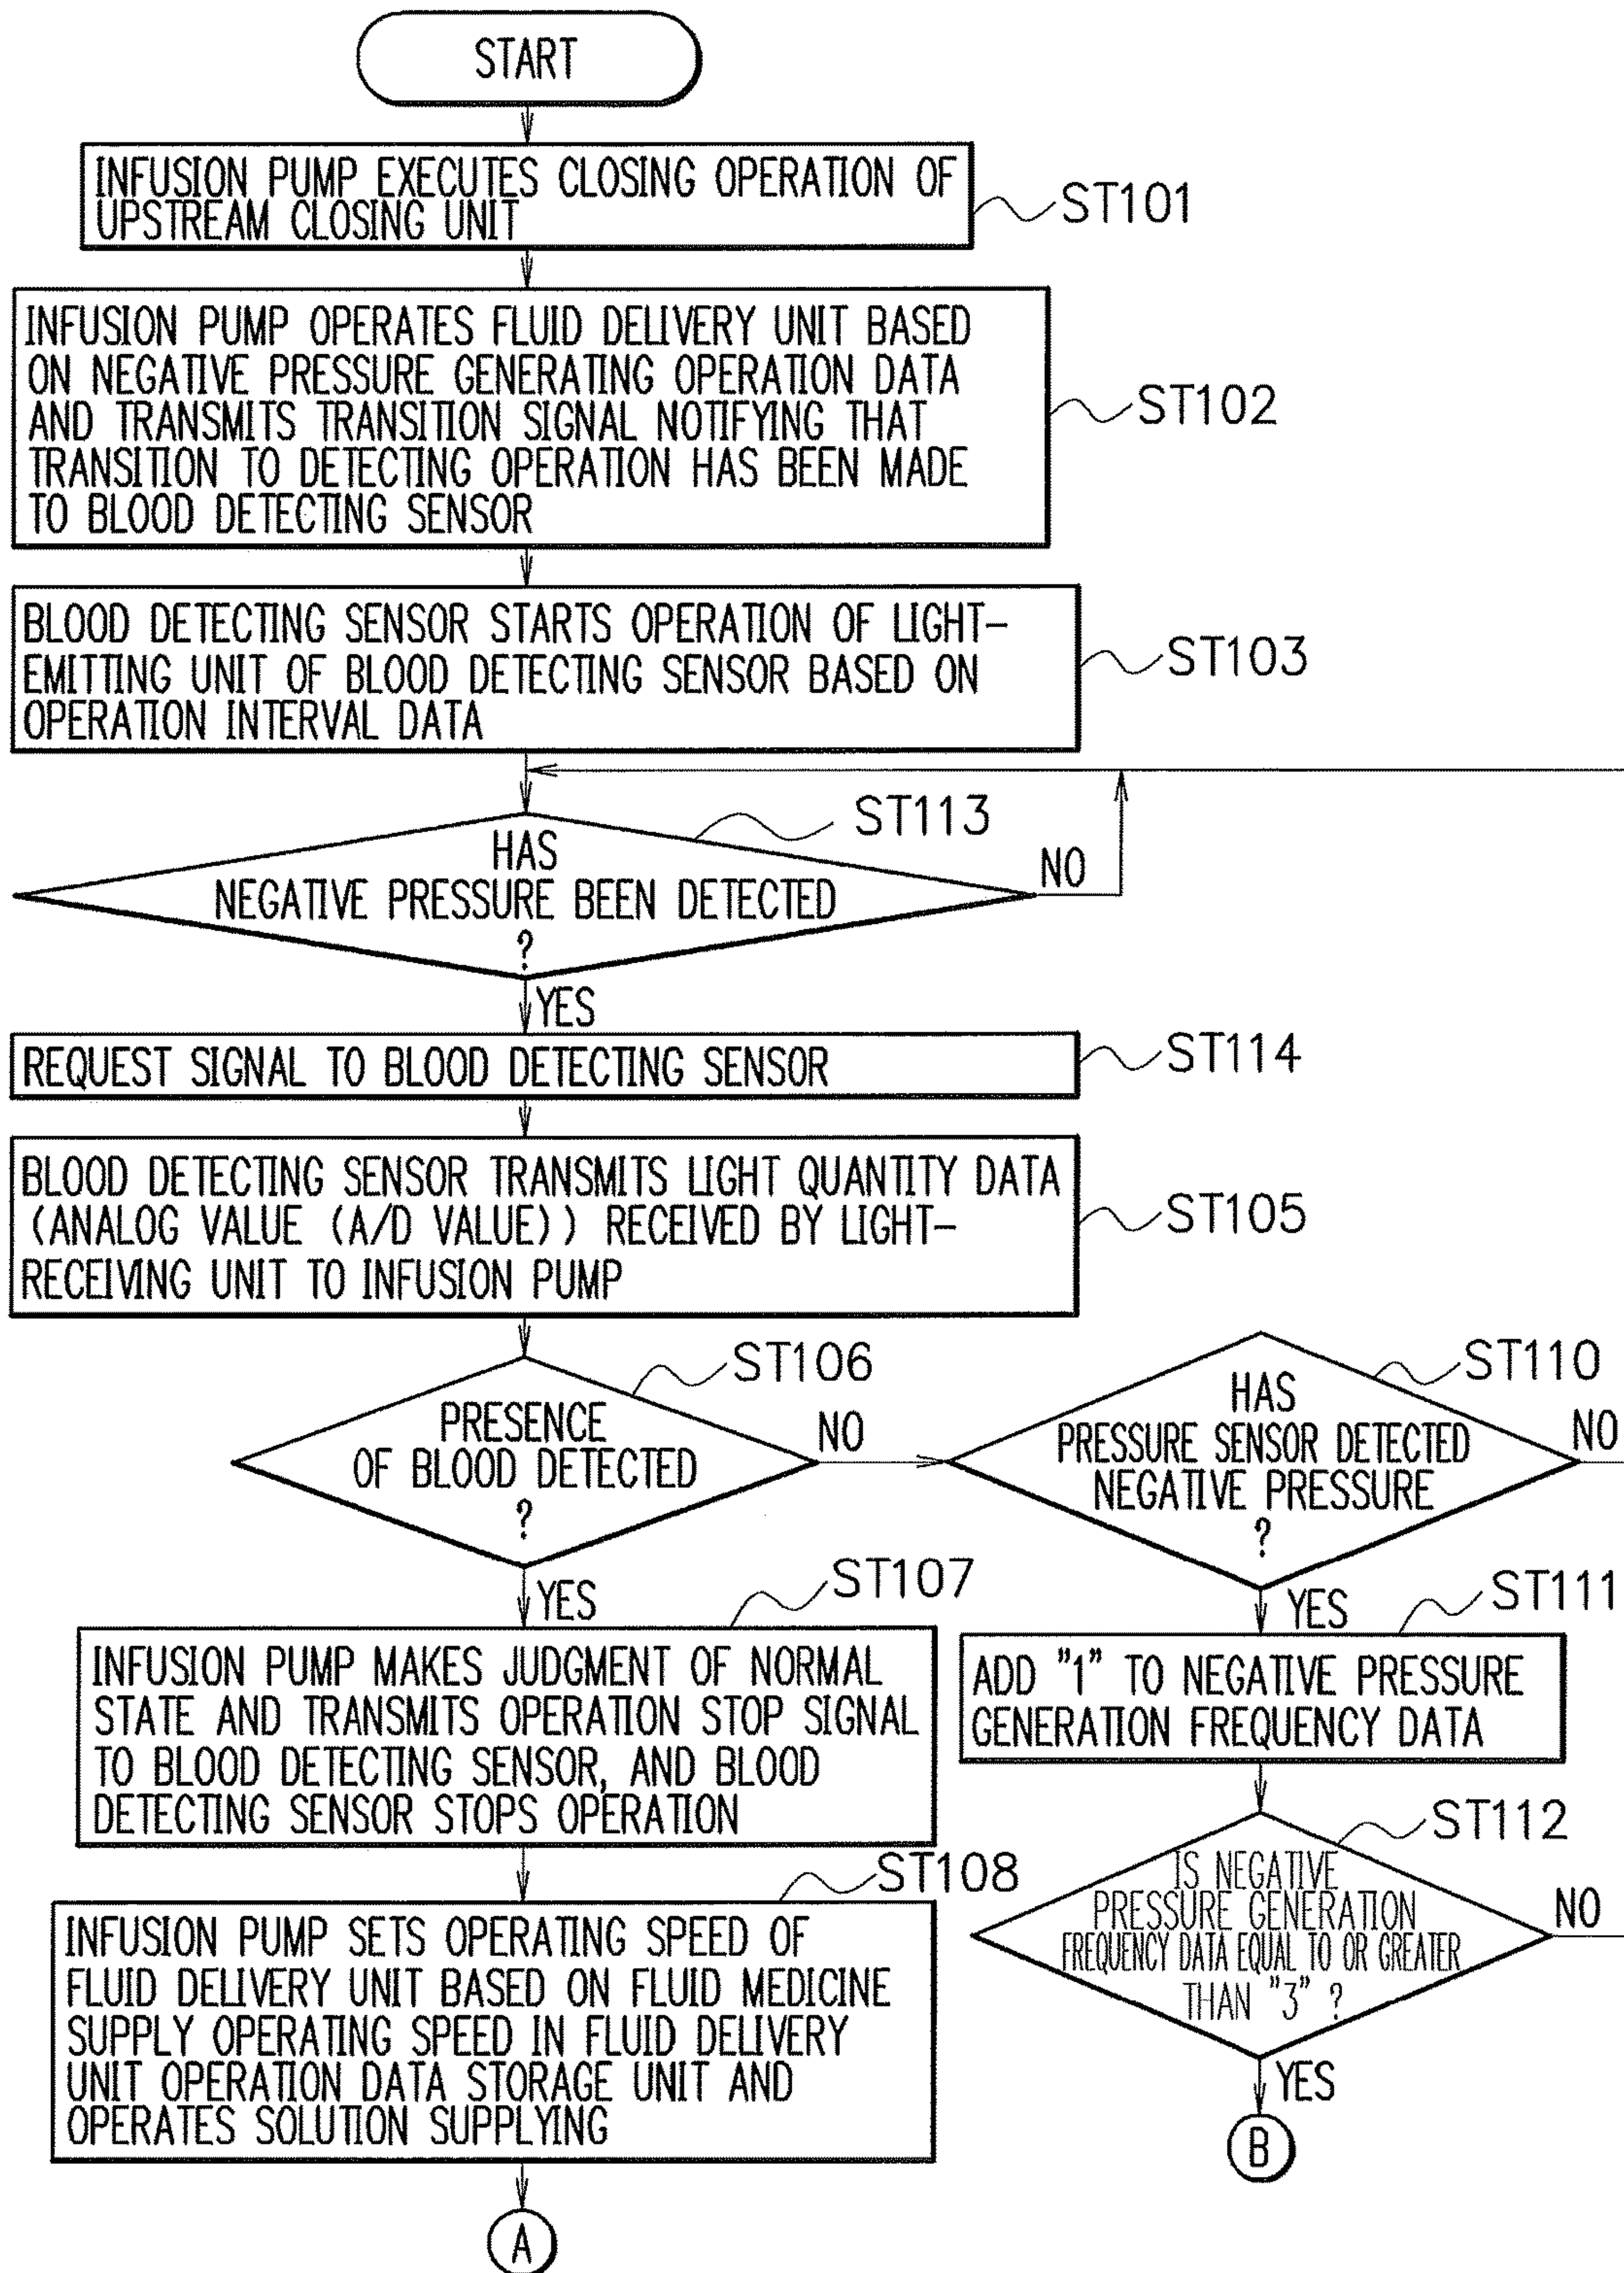 START
INFUSION PUMP EXECUTES CLOSING OPERATION OF
UPSTREAM CLOSING UNIT
ST101
INFUSION PUMP OPERATES FLUID DELIVERY UNIT BASED
ON NEGATIVE PRESSURE GENERATING OPERATION DATA
AND TRANSMITS TRANSITION SIGNAL NOTIFYING THAT
TRANSITION TO DETECTING OPERATION HAS BEEN MADE
TO BLOOD DETECTING SENSOR
ST102
BLOOD DETECTING SENSOR STARTS OPERATION OF LIGHT-
EMITTING UNIT OF BLOOD DETECTING SENSOR BASED ON
OPERATION INTERVAL DATA
ST103
ST113
HAS
NEGATIVE PRESSURE BEEN DETECTED
?
NO
YES
REQUEST SIGNAL TO BLOOD DETECTING SENSOR
ST114
BLOOD DETECTING SENSOR TRANSMITS LIGHT QUANTITY DATA
(ANALOG VALUE (A/D VALUE)) RECEIVED BY LIGHT-
RECEIVING UNIT TO INFUSION PUMP
ST105
ST106
PRESENCE
OF BLOOD DETECTED
?
NO
YES
ST110
HAS
PRESSURE SENSOR DETECTED
NEGATIVE PRESSURE
?
NO
YES
ST107
INFUSION PUMP MAKES JUDGMENT OF NORMAL
STATE AND TRANSMITS OPERATION STOP SIGNAL
TO BLOOD DETECTING SENSOR, AND BLOOD
DETECTING SENSOR STOPS OPERATION
ST111
ADD "1" TO NEGATIVE PRESSURE
GENERATION FREQUENCY DATA
ST108
INFUSION PUMP SETS OPERATING SPEED OF
FLUID DELIVERY UNIT BASED ON FLUID MEDICINE
SUPPLY OPERATING SPEED IN FLUID DELIVERY
UNIT OPERATION DATA STORAGE UNIT AND
OPERATES SOLUTION SUPPLYING
ST112
IS NEGATIVE
PRESSURE GENERATION
FREQUENCY DATA EQUAL TO OR GREATER
THAN "3" ?
NO
YES
B
A